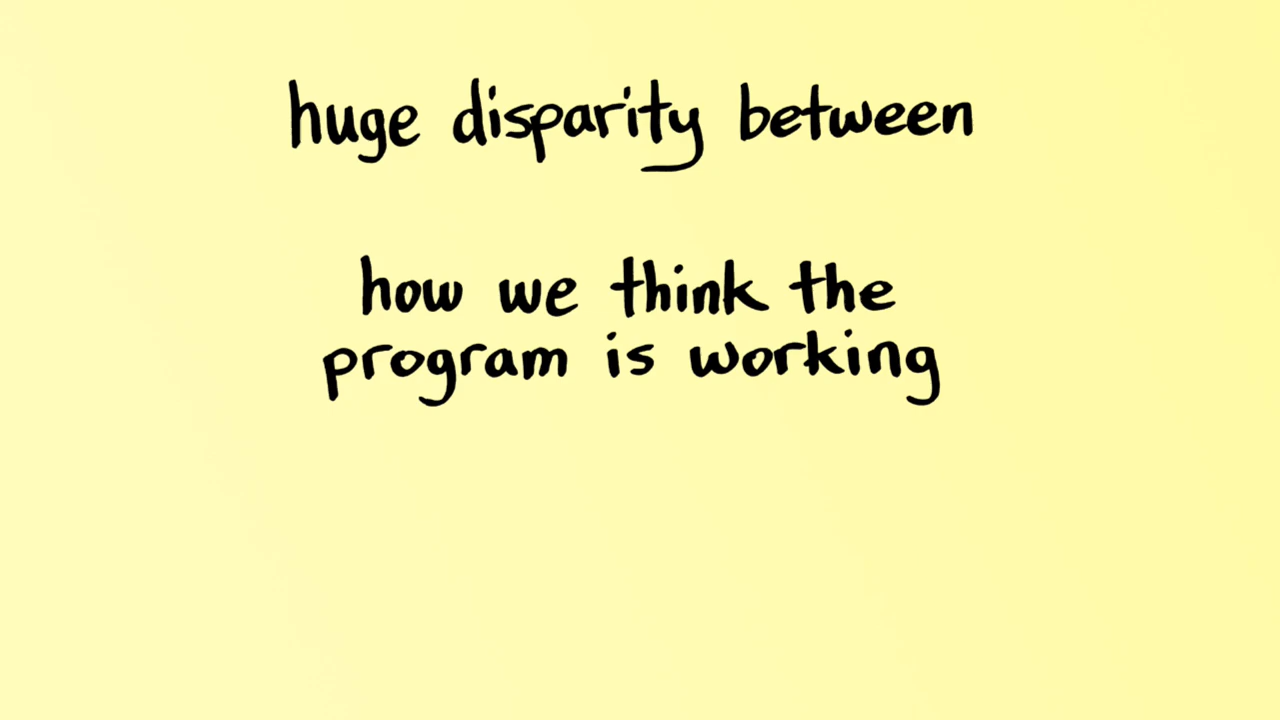 huge disparity between
how we think the
program is working